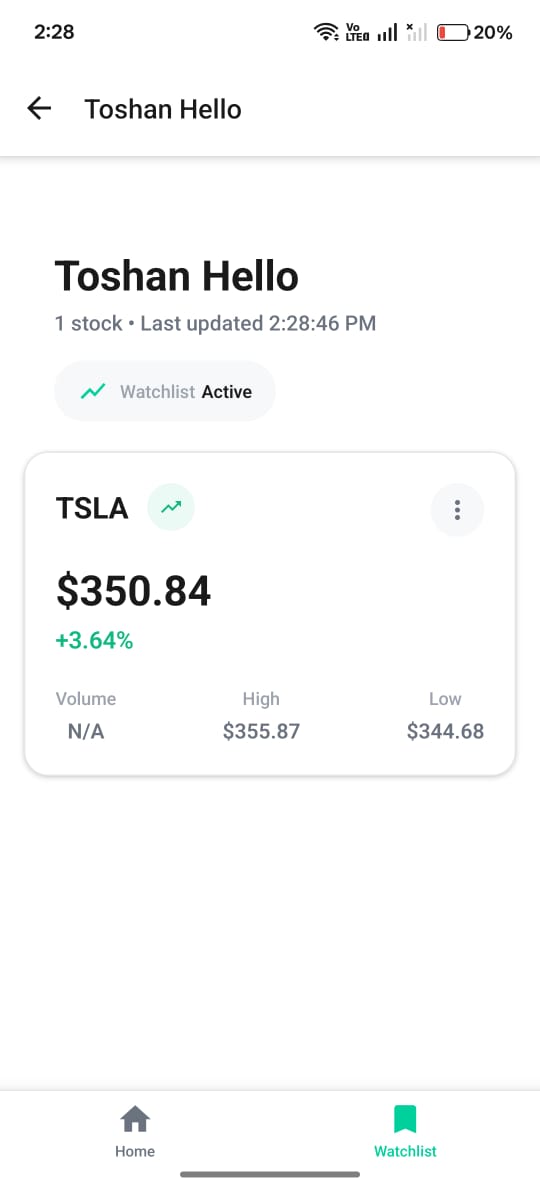 2:28 Vo LTE 20%
Toshan Hello
Toshan Hello
1 stock • Last updated 2:28:46 PM
Watchlist Active
TSLA
$350.84
+3.64%
Volume High Low
N/A $355.87 $344.68
Home Watchlist